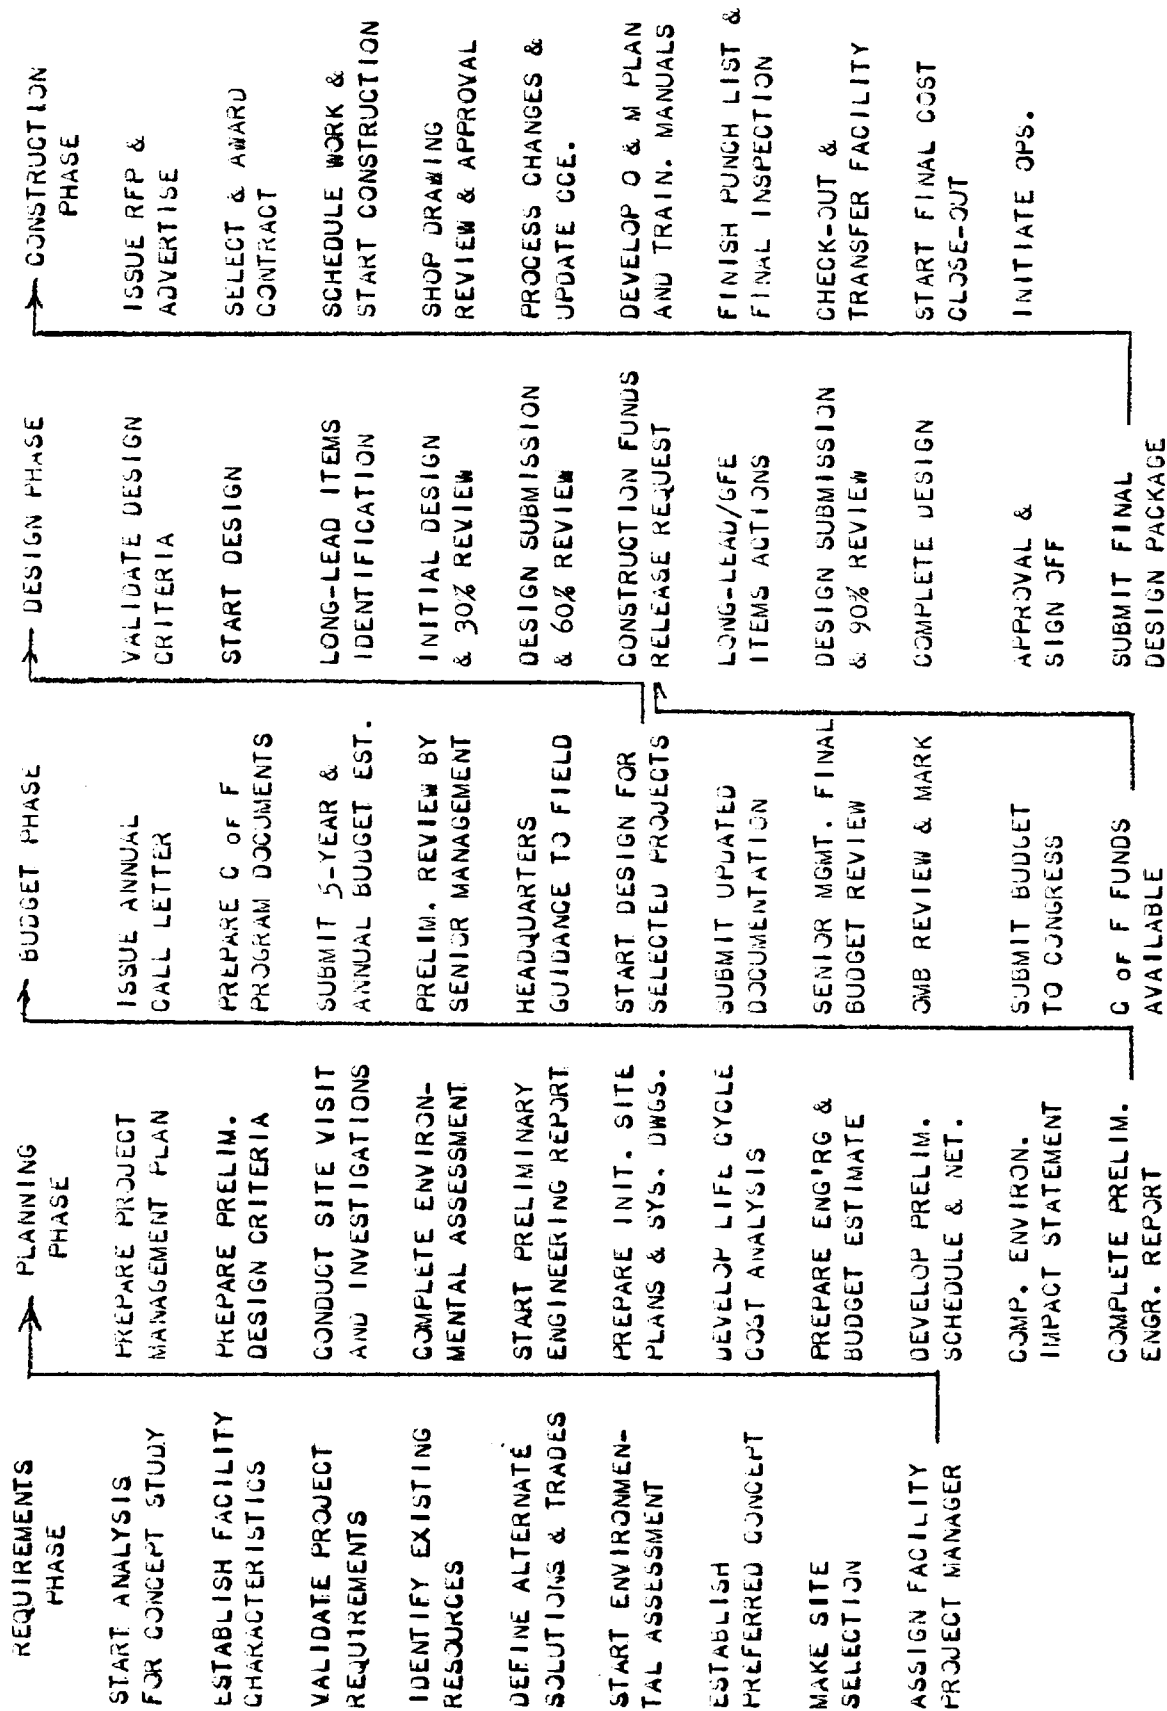 REQUIREMENTS
PHASE
START ANALYSIS
FOR CONCEPT STUDY
ESTABLISH FACILITY
CHARACTERISTICS
VALIDATE PROJECT
REQUIREMENTS
IDENTIFY EXISTING
RESOURCES
DEFINE ALTERNATE
SOLUTIONS & TRADES
START ENVIRONMEN-
TAL ASSESSMENT
ESTABLISH
PREFERRED CONCEPT
MAKE SITE
SELECTION
ASSIGN FACILITY
PROJECT MANAGER
PLANNING
PHASE
PREPARE PROJECT
MANAGEMENT PLAN
PREPARE PRELIM.
DESIGN CRITERIA
CONDUCT SITE VISIT
AND INVESTIGATIONS
COMPLETE ENVIRON-
MENTAL ASSESSMENT
START PRELIMINARY
ENGINEERING REPORT
PREPARE INIT. SITE
PLANS & SYS. DWGS.
DEVELOP LIFE CYCLE
COST ANALYSIS
PREPARE ENG'RG &
BUDGET ESTIMATE
DEVELOP PRELIM.
SCHEDULE & NET.
COMP. ENVIRON.
IMPACT STATEMENT
COMPLETE PRELIM.
ENGR. REPORT
BUDGET PHASE
ISSUE ANNUAL
CALL LETTER
PREPARE C OF F
PROGRAM DOCUMENTS
SUBMIT 5-YEAR &
ANNUAL BUDGET EST.
PRELIM. REVIEW BY
SENIOR MANAGEMENT
HEADQUARTERS
GUIDANCE TO FIELD
START DESIGN FOR
SELECTED PROJECTS
SUBMIT UPDATED
DOCUMENTATION
SENIOR MGMT. FINAL
BUDGET REVIEW
OMB REVIEW & MARK
SUBMIT BUDGET
TO CONGRESS
C OF F FUNDS
AVAILABLE
DESIGN PHASE
VALIDATE DESIGN
CRITERIA
START DESIGN
LONG-LEAD ITEMS
IDENTIFICATION
INITIAL DESIGN
& 30% REVIEW
DESIGN SUBMISSION
& 60% REVIEW
CONSTRUCTION FUNDS
RELEASE REQUEST
LONG-LEAD/GFE
ITEMS ACTIONS
DESIGN SUBMISSION
& 90% REVIEW
COMPLETE DESIGN
APPROVAL &
SIGN OFF
SUBMIT FINAL
DESIGN PACKAGE
CONSTRUCTION
PHASE
ISSUE RFP &
ADVERTISE
SELECT & AWARD
CONTRACT
SCHEDULE WORK &
START CONSTRUCTION
SHOP DRAWING
REVIEW & APPROVAL
PROCESS CHANGES &
UPDATE CCE.
DEVELOP O & M PLAN
AND TRAIN. MANUALS
FINISH PUNCH LIST &
FINAL INSPECTION
CHECK-OUT &
TRANSFER FACILITY
START FINAL COST
CLOSE-OUT
INITIATE OPS.